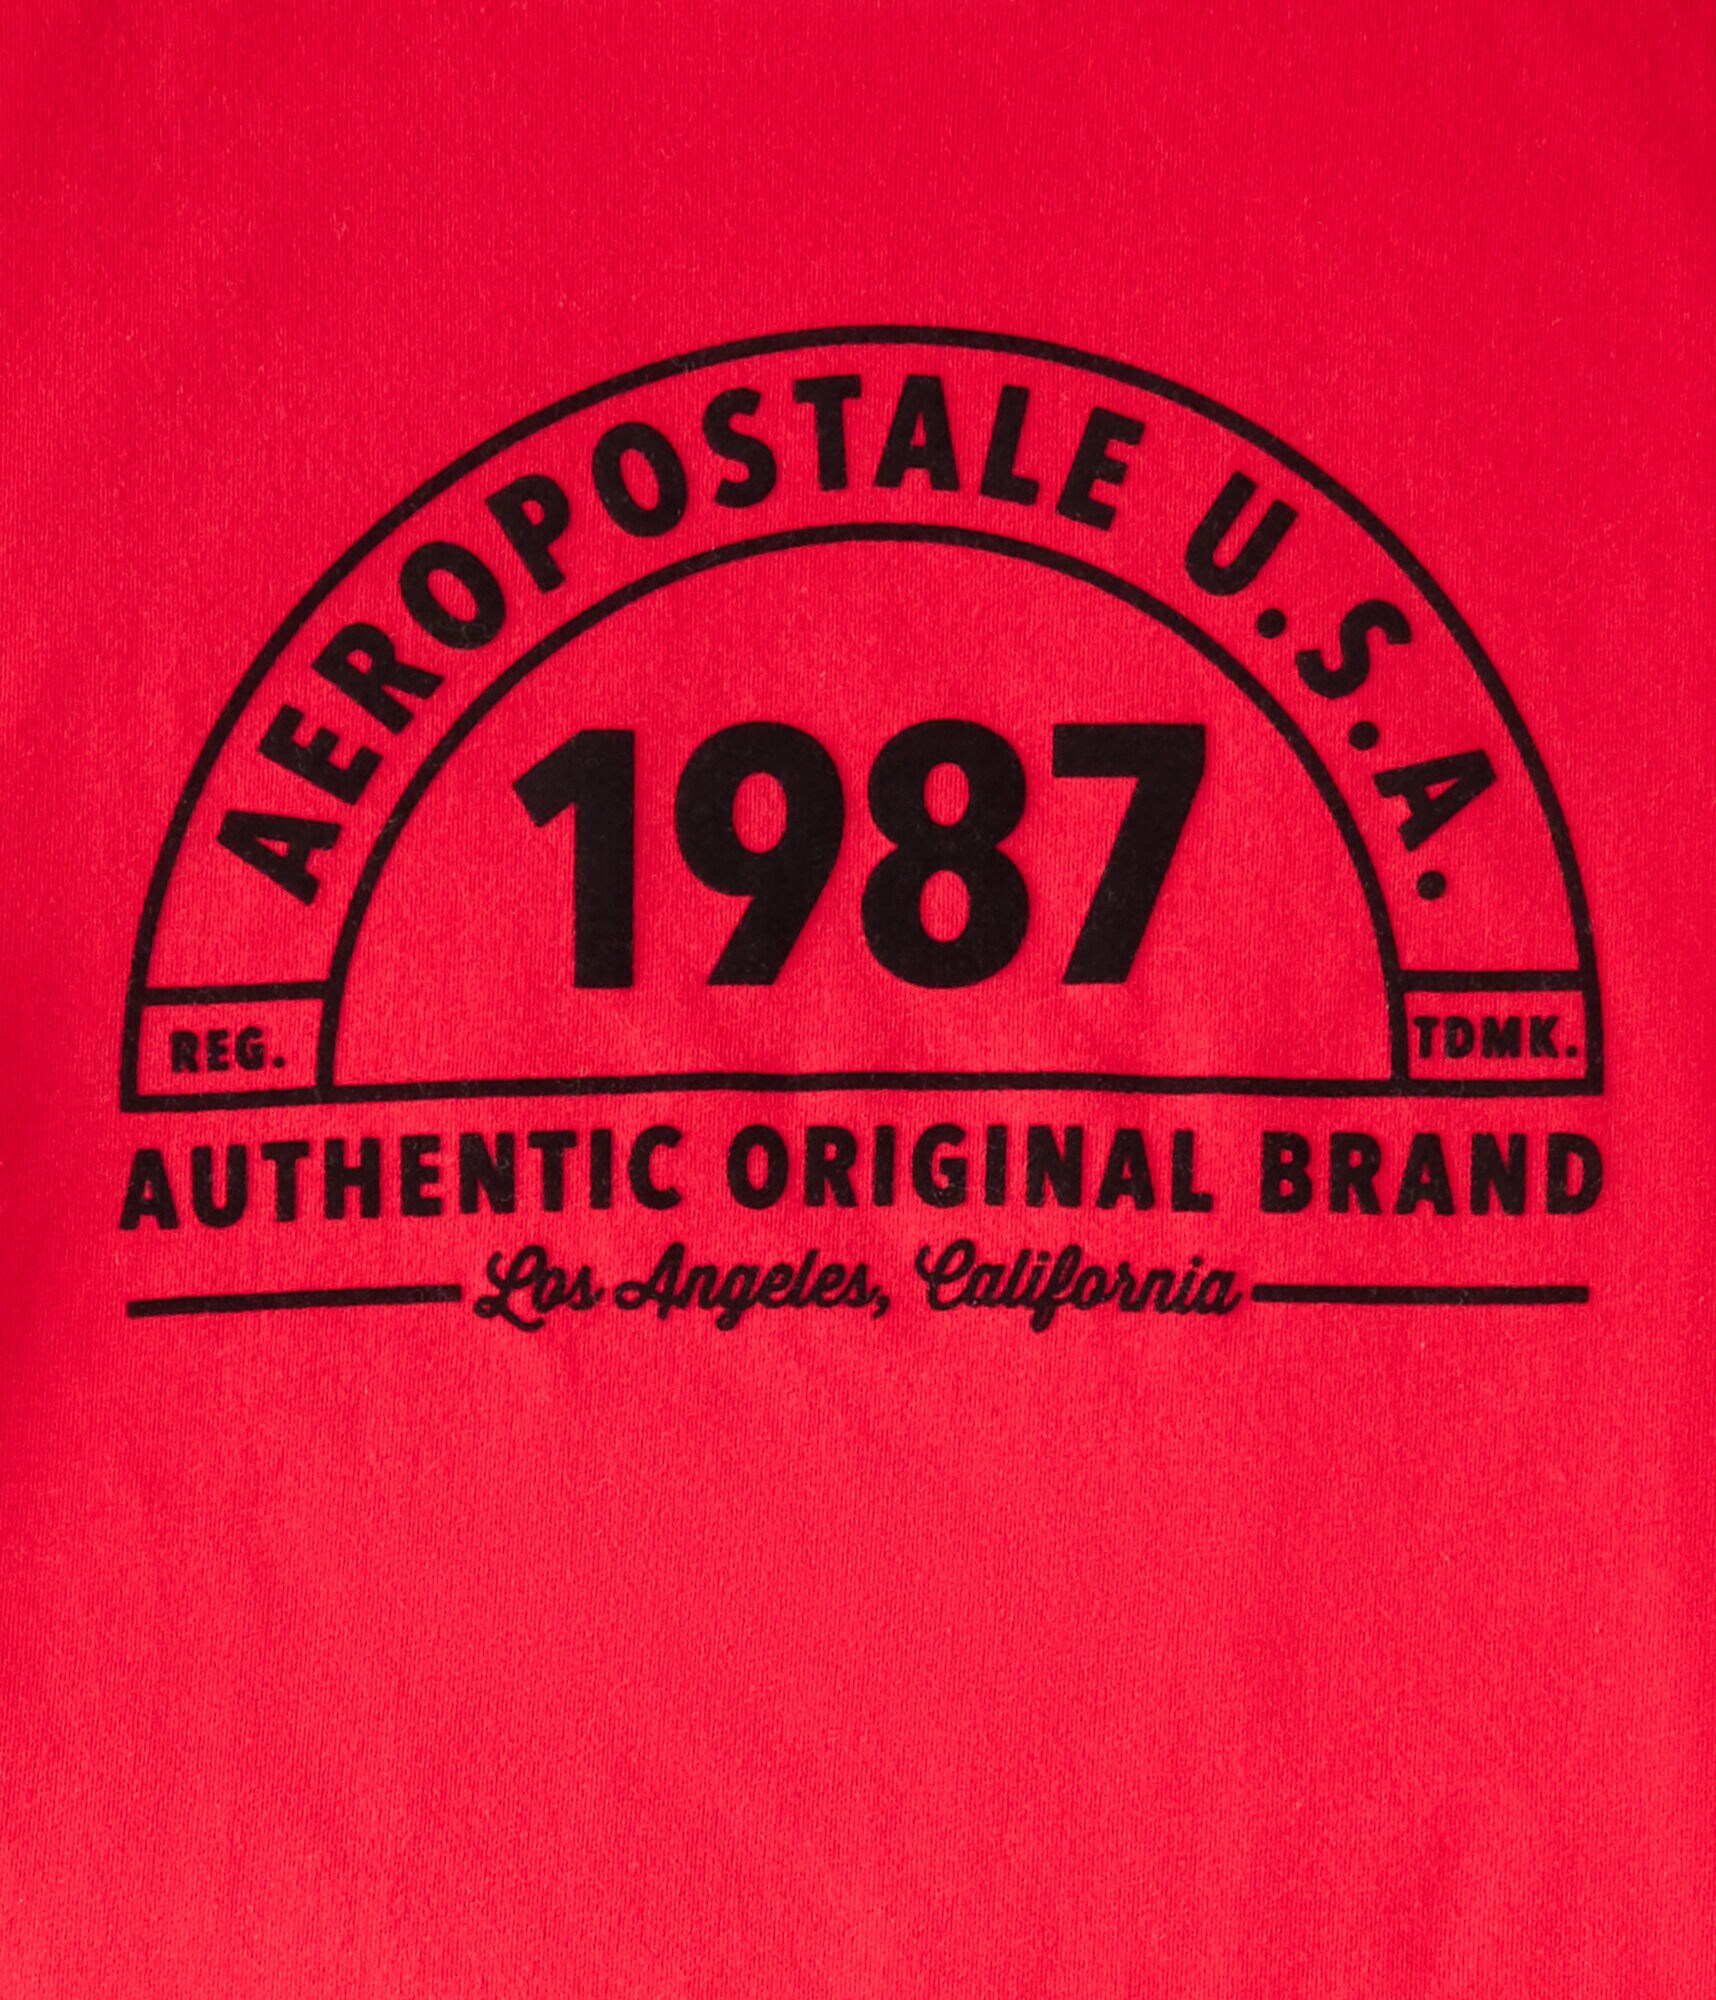 AEROPOSTALE U.S.A.
1987
REG.
TDMK.
AUTHENTIC ORIGINAL BRAND
Los Angeles, California